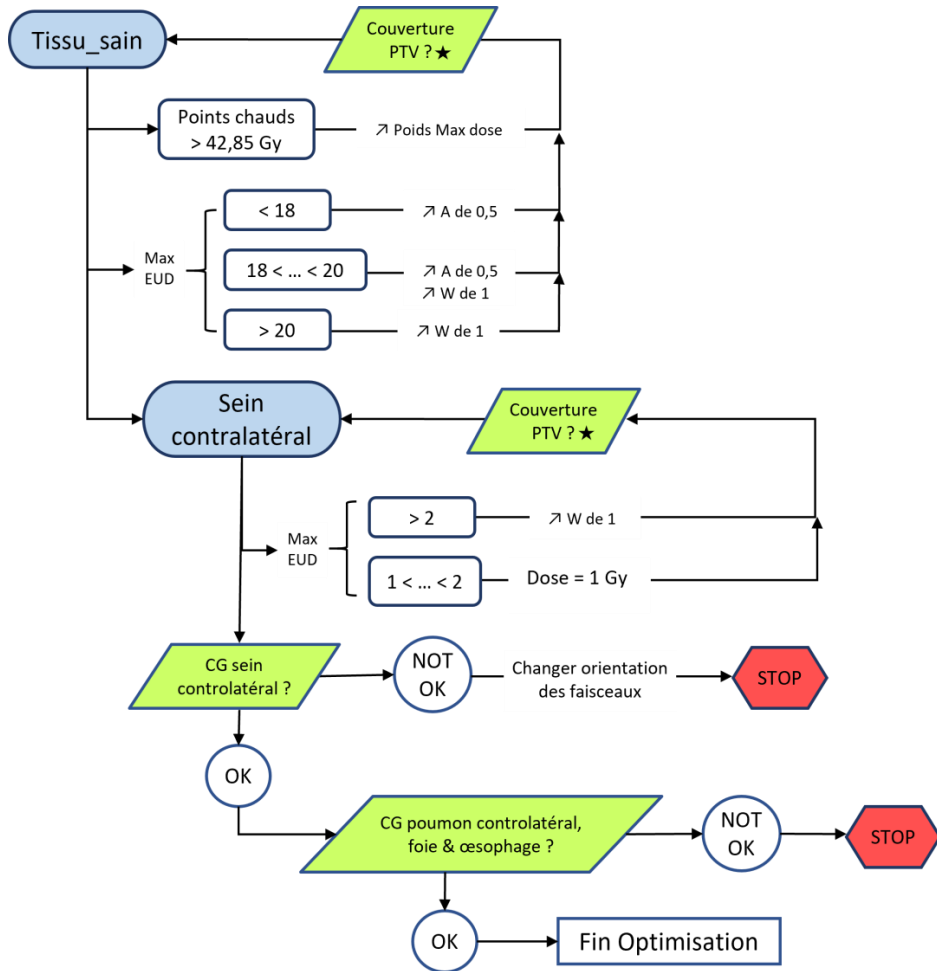 Couverture
PTV ? ★
Tissu_sain
Points chauds
> 42,85 Gy
↗ Poids Max dose
< 18
↗ A de 0,5
Max
EUD
18 < ... < 20
↗ A de 0,5
↗ W de 1
> 20
↗ W de 1
Sein
contralatéral
Couverture
PTV ? ★
> 2
↗ W de 1
Max
EUD
1 < ... < 2
Dose = 1 Gy
CG sein
controlatéral ?
NOT
OK
Changer orientation
des faisceaux
STOP
OK
CG poumon controlatéral,
foie & œsophage ?
NOT
OK
STOP
OK
Fin Optimisation